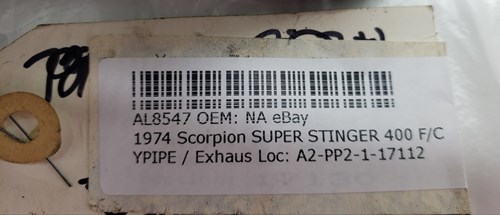 AL8547 OEM: NA eBay
1974 Scorpion SUPER STINGER 400 F/C
YPIPE / Exhaus Loc: A2-PP2-1-17112